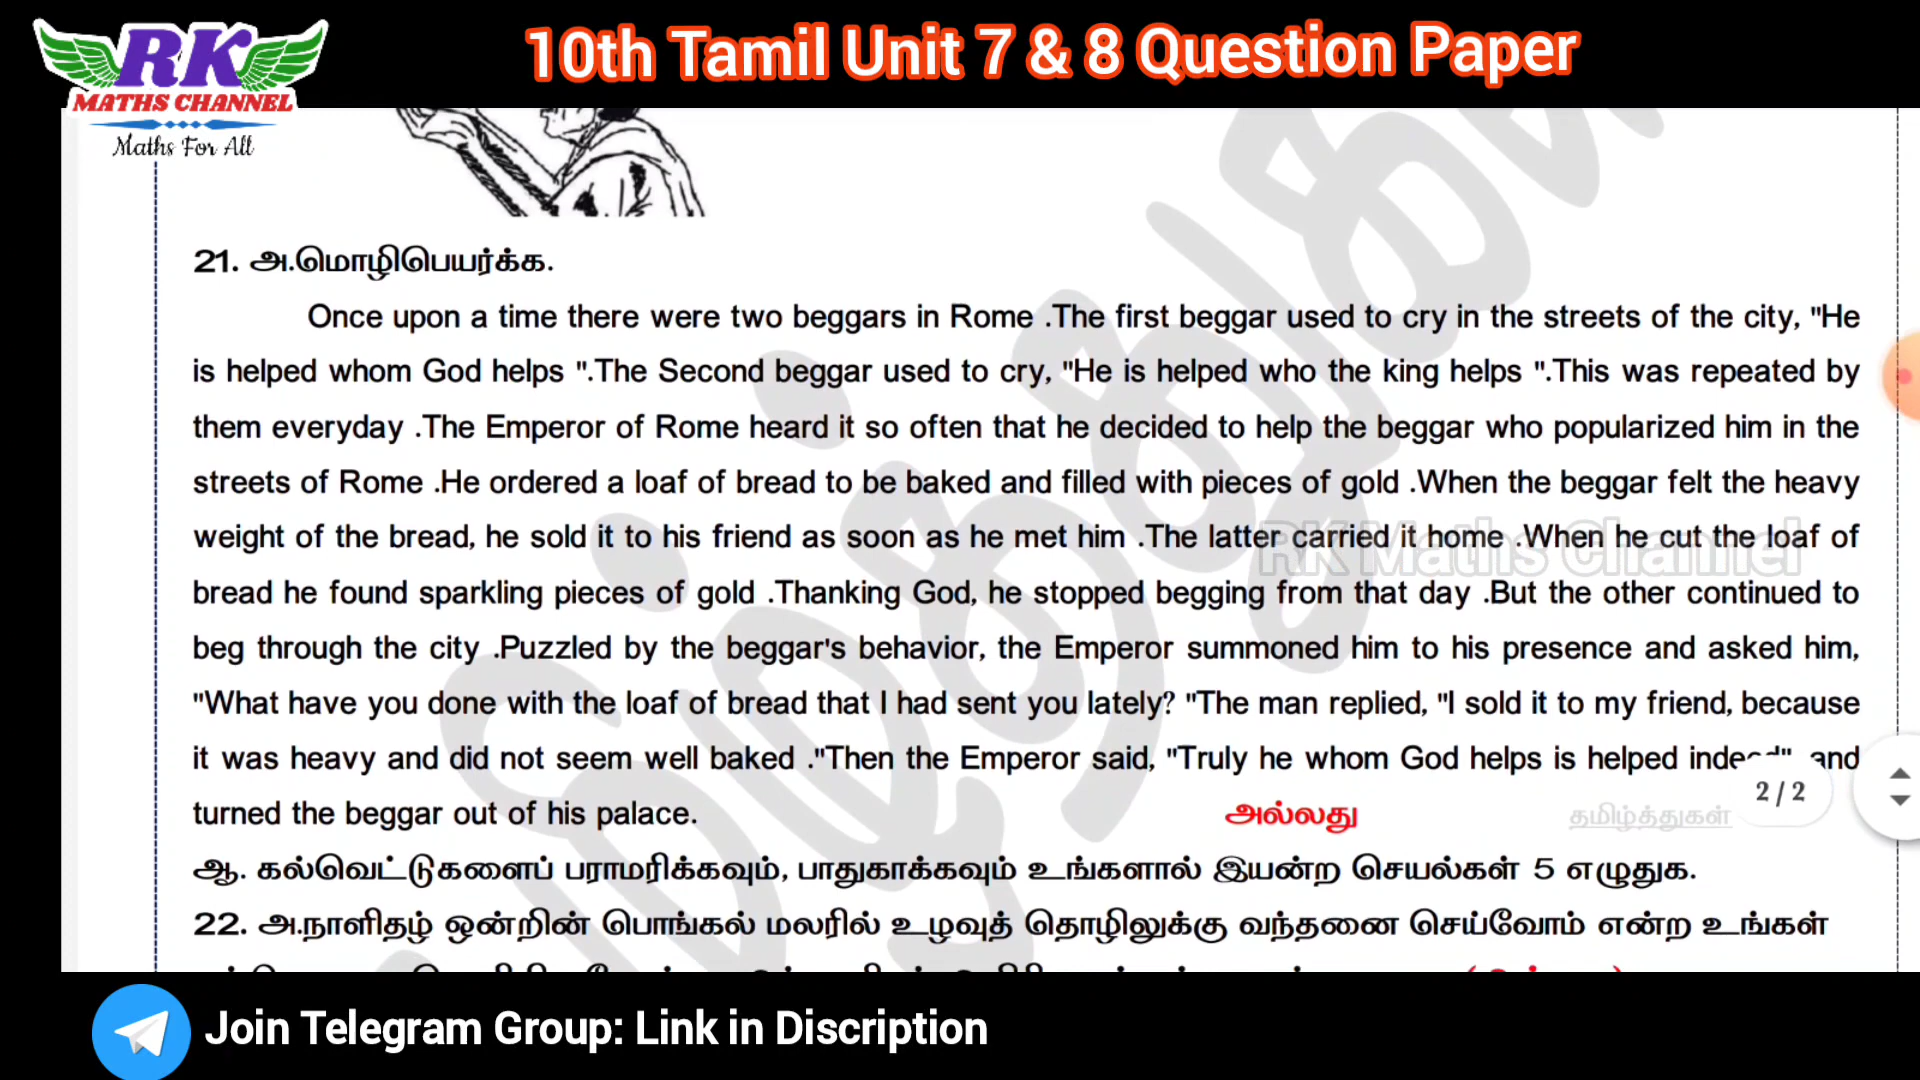 RK
MATHS CHANNEL
Maths For All
10th Tamil Unit 7 & 8 Question Paper
21. அ.மொழிபெயர்க்க.
Once upon a time there were two beggars in Rome .The first beggar used to cry in the streets of the city, "He
is helped whom God helps ".The Second beggar used to cry, "He is helped who the king helps ".This was repeated by
them everyday .The Emperor of Rome heard it so often that he decided to help the beggar who popularized him in the
streets of Rome .He ordered a loaf of bread to be baked and filled with pieces of gold .When the beggar felt the heavy
weight of the bread, he sold it to his friend as soon as he met him .The latter carried it home .When he cut the loaf of
RK Maths Channel
bread he found sparkling pieces of gold .Thanking God, he stopped begging from that day .But the other continued to
beg through the city .Puzzled by the beggar's behavior, the Emperor summoned him to his presence and asked him,
"What have you done with the loaf of bread that I had sent you lately? "The man replied, "I sold it to my friend, because
it was heavy and did not seem well baked ."Then the Emperor said, "Truly he whom God helps is helped indeed" and
turned the beggar out of his palace. அல்லது தமிழ்த்துகள்
2/2
ஆ. கல்வெட்டுகளைப் பராமரிக்கவும், பாதுகாக்கவும் உங்களால் இயன்ற செயல்கள் 5 எழுதுக.
22. அ.நாளிதழ் ஒன்றின் பொங்கல் மலரில் உழவுத் தொழிலுக்கு வந்தனை செய்வோம் என்ற உங்கள்
Join Telegram Group: Link in Discription